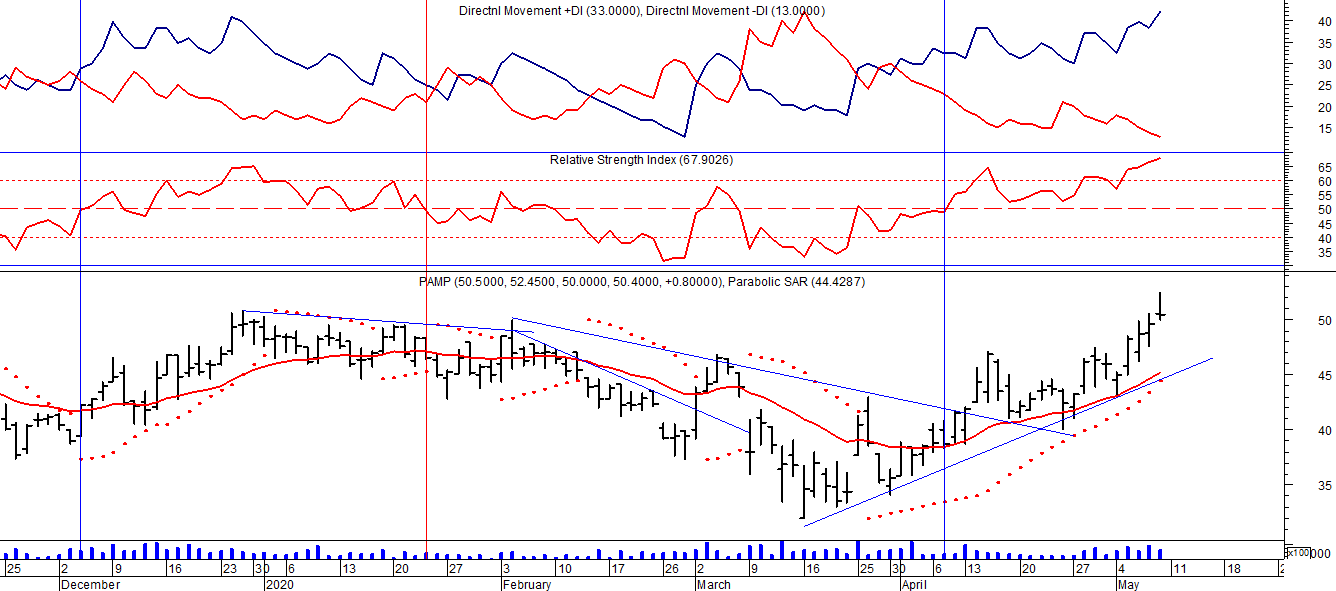 Directnl Movement +DI (33.0000), Directnl Movement -DI (13.0000)
40
35
30
25
20
15
Relative Strength Index (67.9026)
65
60
55
50
45
40
35
PAMP (50.5000, 52.4500, 50.0000, 50.4000, +0.80000), Parabolic SAR (44.4287)
50
45
40
35
x100 000
25 2 9 16 23 30 6 13 20 27 3 10 17 26 2 9 16 25 30 6 13 20 27 4 11 18
December 2020 February March April May